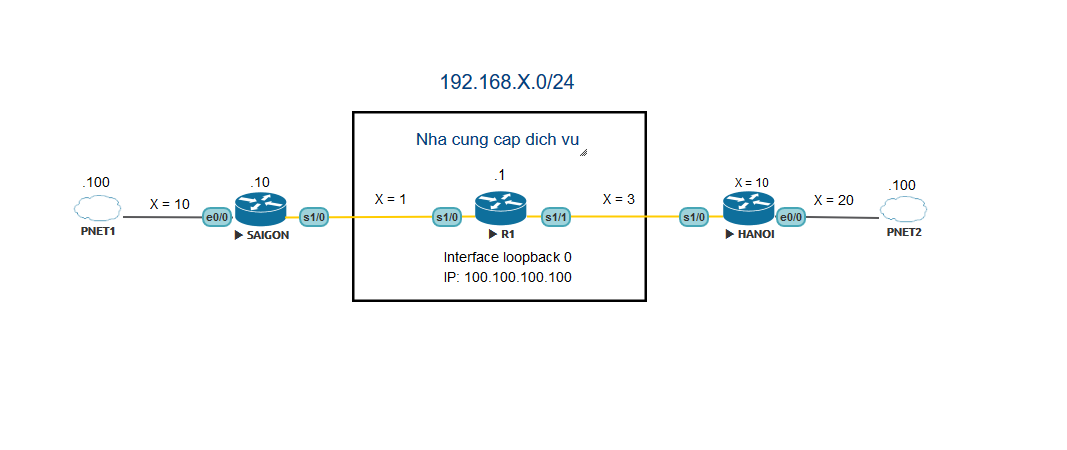 192.168.X.0/24
Nha cung cap dich vu
.100
X = 10
PNET1
.10
e0/0
s1/0
SAIGON
X = 1
.1
s1/0
s1/1
R1
Interface loopback 0
IP: 100.100.100.100
X = 3
X = 10
s1/0
e0/0
HANOI
X = 20
.100
PNET2